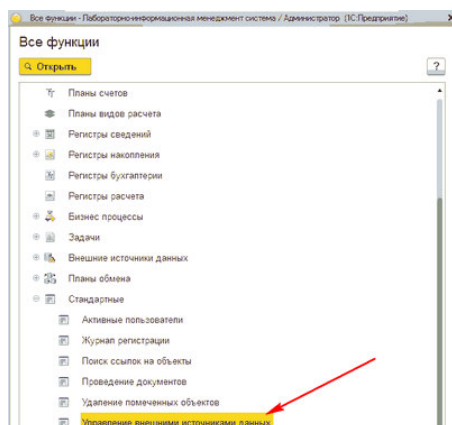 Все функции - Лабораторно-информационная менеджмент система / Администратор (1С:Предприятие)
Все функции
Открыть
?
Планы счетов
Планы видов расчета
Регистры сведений
Регистры накопления
Регистры бухгалтерии
Регистры расчета
Бизнес процессы
Задачи
Внешние источники данных
Планы обмена
Стандартные
Активные пользователи
Журнал регистрации
Поиск ссылок на объекты
Проведение документов
Удаление помеченных объектов
Управление внешними источниками данных